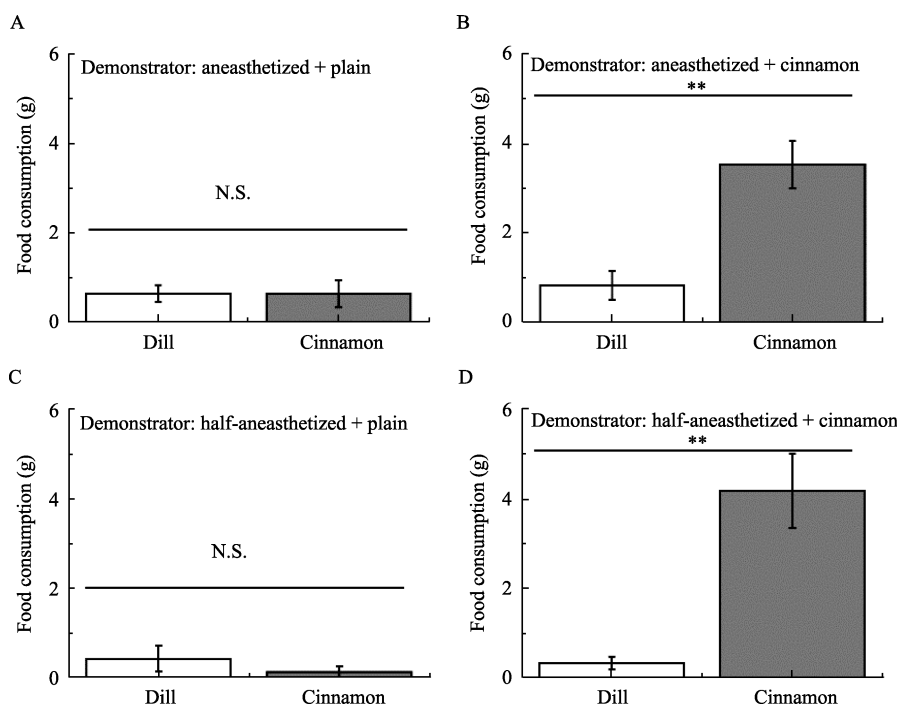 A
Demonstrator: aneasthetized + plain
Food consumption (g)
6
4
2
0
N.S.
Dill
Cinnamon
B
Demonstrator: aneasthetized + cinnamon
**
Food consumption (g)
6
4
2
0
Dill
Cinnamon
C
Demonstrator: half-aneasthetized + plain
Food consumption (g)
6
4
2
0
N.S.
Dill
Cinnamon
D
Demonstrator: half-aneasthetized + cinnamon
**
Food consumption (g)
6
4
2
0
Dill
Cinnamon